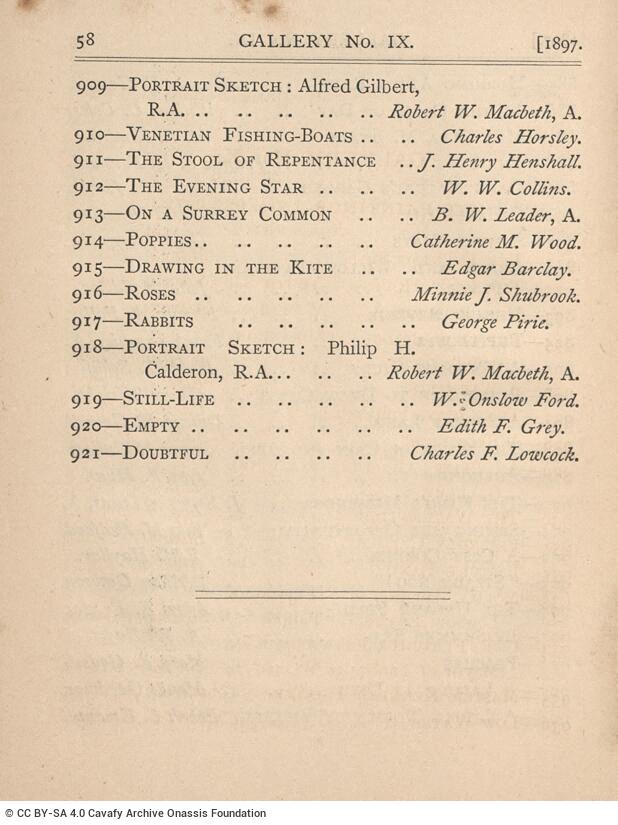 58 GALLERY No. IX. [1897.
909—PORTRAIT SKETCH: Alfred Gilbert,
R.A. .. .. .. .. .. Robert W. Macbeth, A.
910—VENETIAN FISHING-BOATS .. .. Charles Horsley.
911—THE STOOL OF REPENTANCE .. J. Henry Henshall.
912—THE EVENING STAR .. .. .. W. W. Collins.
913—ON A SURREY COMMON .. .. B. W. Leader, A.
914—POPPIES.. .. .. .. .. Catherine M. Wood.
915—DRAWING IN THE KITE .. .. Edgar Barclay.
916—ROSES .. .. .. .. .. Minnie J. Shubrook.
917—RABBITS .. .. .. .. .. George Pirie.
918—PORTRAIT SKETCH: Philip H.
Calderon, R.A... .. .. Robert W. Macbeth, A.
919—STILL-LIFE .. .. .. .. W. Onslow Ford.
920—EMPTY .. .. .. .. .. .. Edith F. Grey.
921—DOUBTFUL .. .. .. .. Charles F. Lowcock.
© CC BY-SA 4.0 Cavafy Archive Onassis Foundation